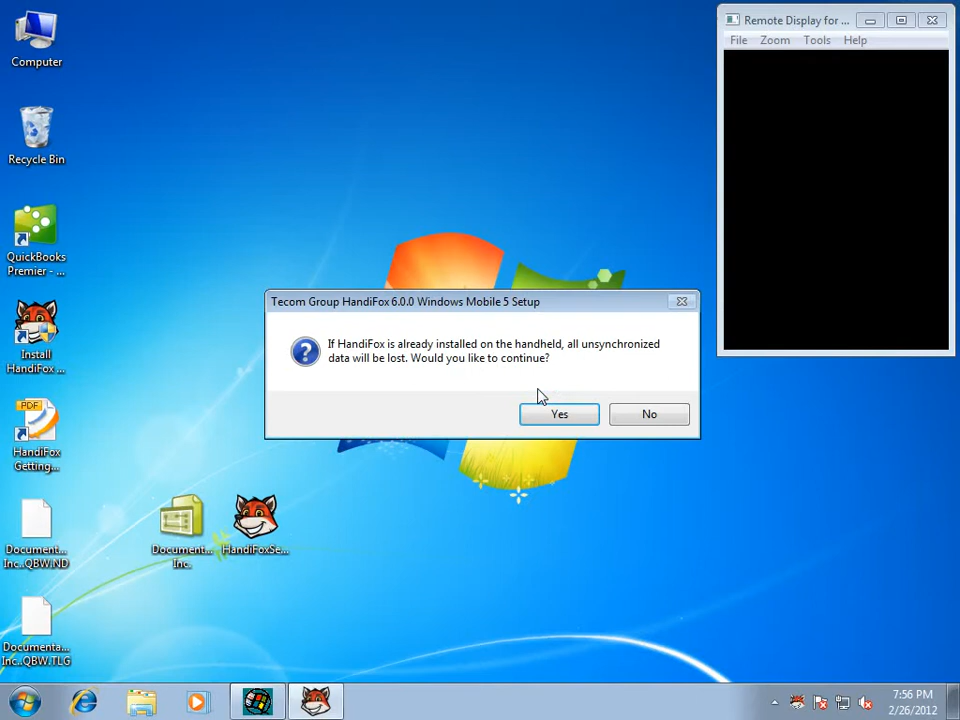 Computer
Recycle Bin
QuickBooks
Premier - ...
Install
HandiFox ...
PDF
HandiFox
Getting...
Document...
Inc..QBW.ND
Documenta...
Inc..QBW.TLG
Document...
Inc.
HandiFoxSe...
Remote Display for ...
File Zoom Tools Help
Tecom Group HandiFox 6.0.0 Windows Mobile 5 Setup
If HandiFox is already installed on the handheld, all unsynchronized
data will be lost. Would you like to continue?
Yes No
7:56 PM
2/26/2012